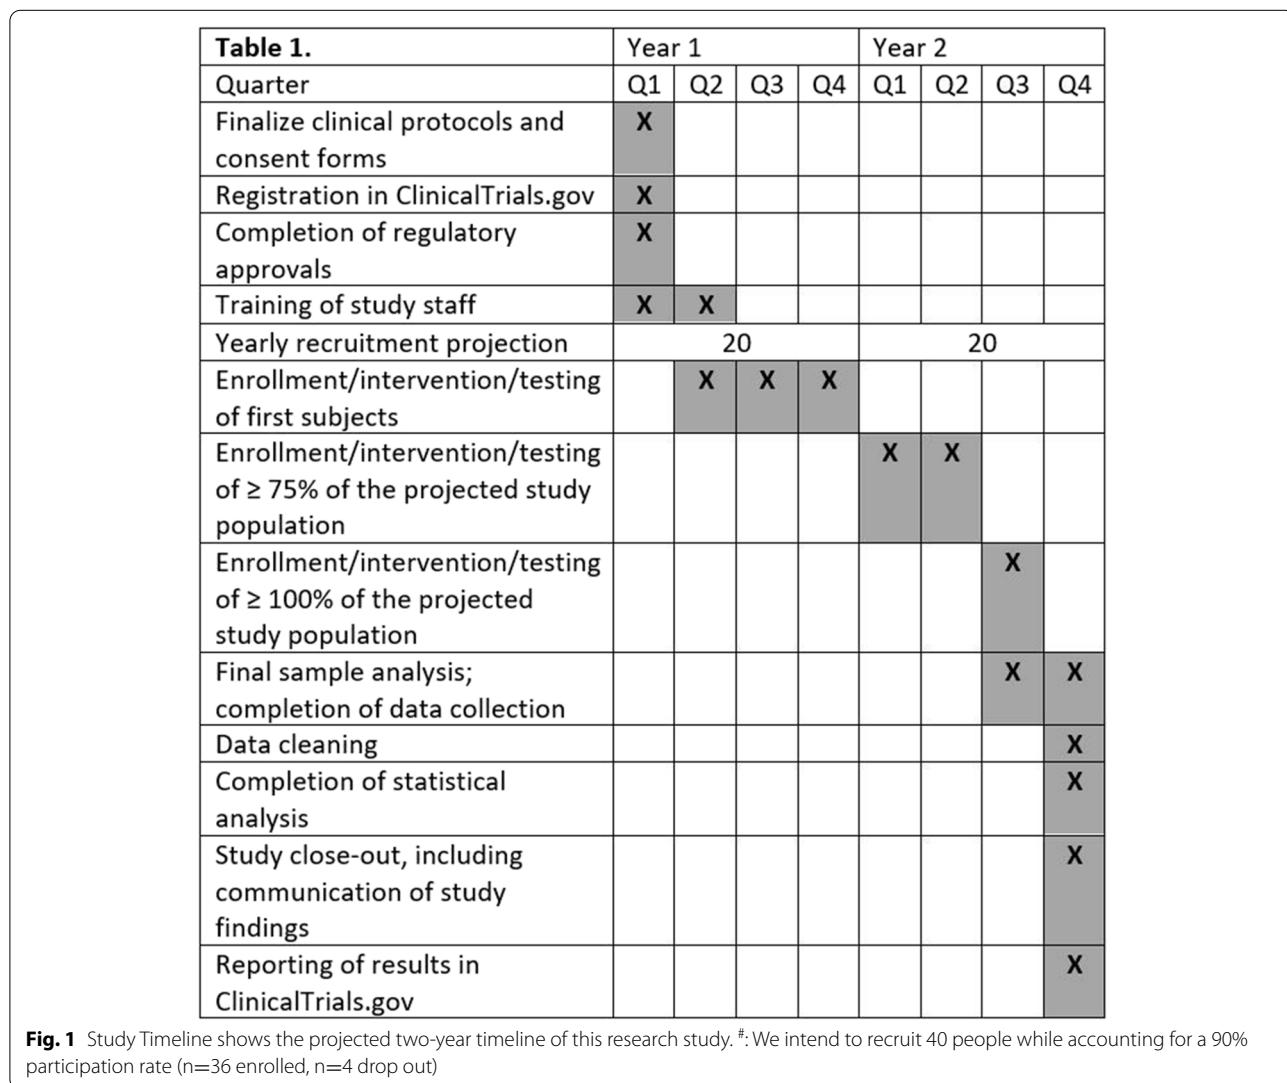 Table 1. Year 1 Year 2
Quarter Q1 Q2 Q3 Q4 Q1 Q2 Q3 Q4
Finalize clinical protocols and X
consent forms
Registration in ClinicalTrials.gov X
Completion of regulatory X
approvals
Training of study staff X X
Yearly recruitment projection 20 20
Enrollment/intervention/testing X X X
of first subjects
Enrollment/intervention/testing X X
of ≥ 75% of the projected study
population
Enrollment/intervention/testing X
of ≥ 100% of the projected
study population
Final sample analysis; X X
completion of data collection
Data cleaning X
Completion of statistical X
analysis
Study close-out, including X
communication of study
findings
Reporting of results in X
ClinicalTrials.gov
Fig. 1 Study Timeline shows the projected two-year timeline of this research study. #: We intend to recruit 40 people while accounting for a 90%
participation rate (n=36 enrolled, n=4 drop out)